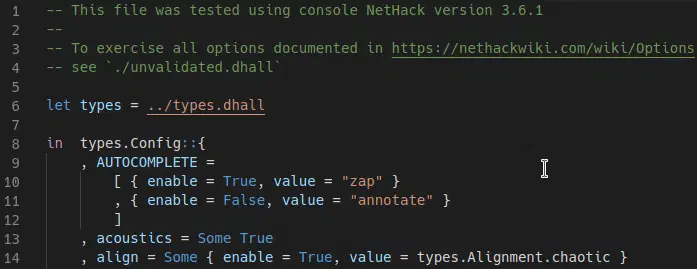 1 -- This file was tested using console NetHack version 3.6.1
2 --
3 -- To exercise all options documented in https://nethackwiki.com/wiki/Options
4 -- see `./unvalidated.dhall`
5
6 let types = ../types.dhall
7
8 in  types.Config::{
9     , AUTOCOMPLETE =
10         [ { enable = True, value = "zap" }
11         , { enable = False, value = "annotate" }
12         ]
13     , acoustics = Some True
14     , align = Some { enable = True, value = types.Alignment.chaotic }